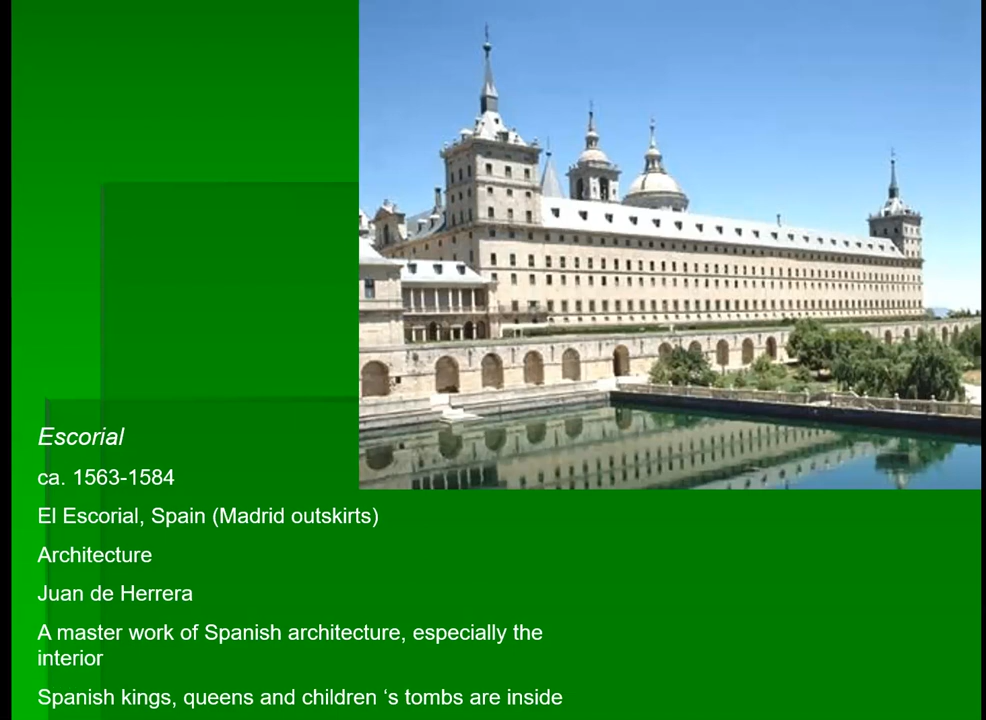 Escorial
ca. 1563-1584
El Escorial, Spain (Madrid outskirts)
Architecture
Juan de Herrera
A master work of Spanish architecture, especially the
interior
Spanish kings, queens and children ‘s tombs are inside